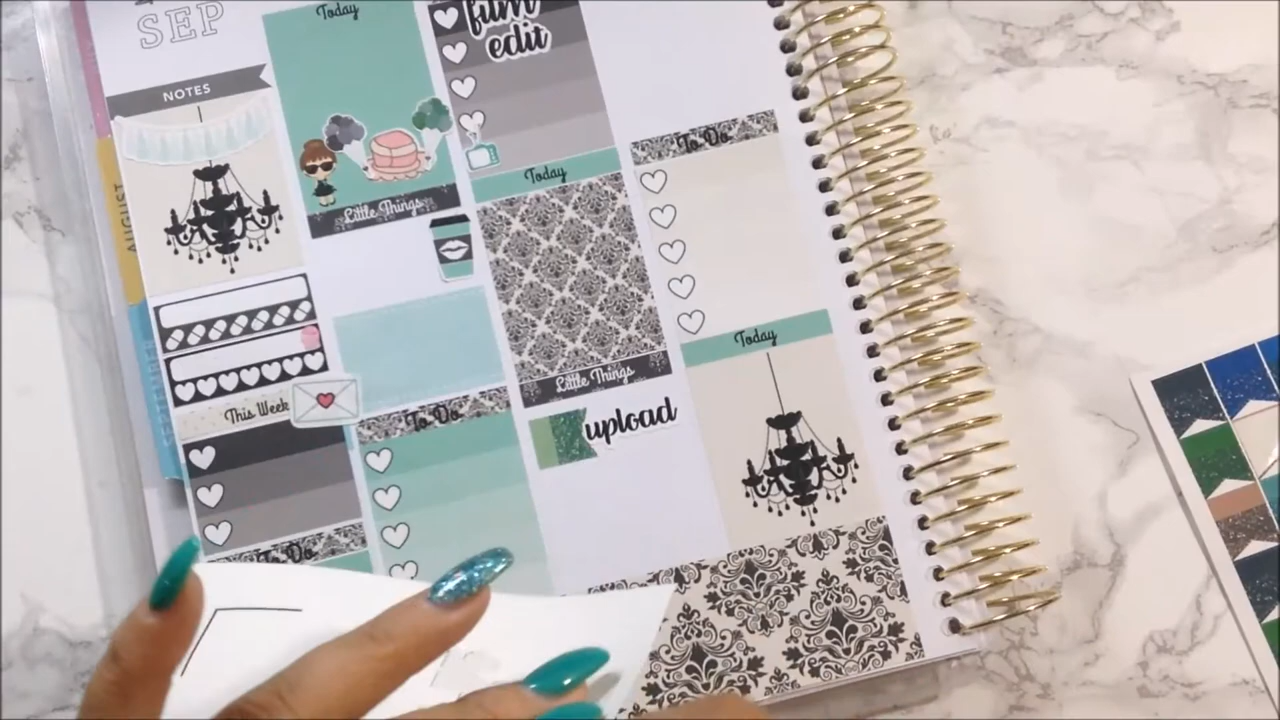 SEP
NOTES
AUGUST
SEPTEMBER
This Week
To Do
Today
Little Things
To Do
film
edit
Today
Little Things
upload
To Do
Today